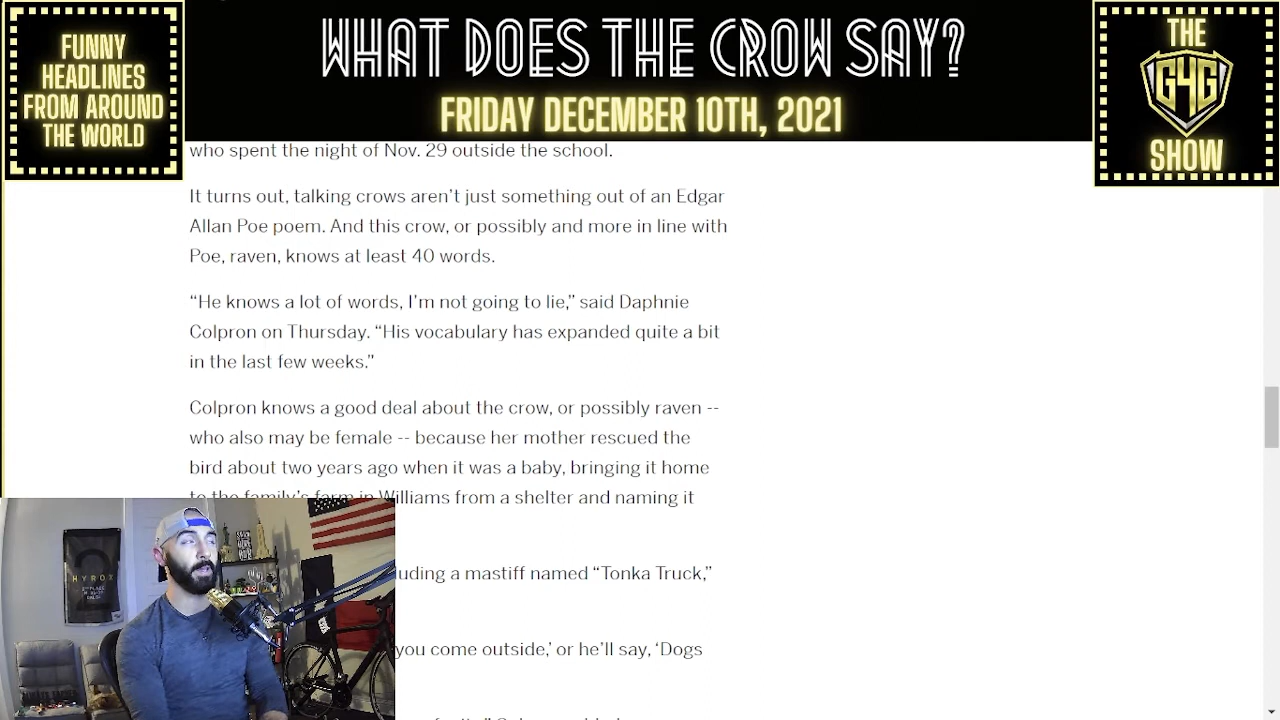 FUNNY
HEADLINES
FROM AROUND
THE WORLD
WHAT DOES THE CROW SAY?
FRIDAY DECEMBER 10TH, 2021
THE
G4G
SHOW
who spent the night of Nov. 29 outside the school.
It turns out, talking crows aren’t just something out of an Edgar
Allan Poe poem. And this crow, or possibly and more in line with
Poe, raven, knows at least 40 words.
“He knows a lot of words, I’m not going to lie,” said Daphnie
Colpron on Thursday. “His vocabulary has expanded quite a bit
in the last few weeks.”
Colpron knows a good deal about the crow, or possibly raven --
who also may be female -- because her mother rescued the
bird about two years ago when it was a baby, bringing it home
to the family’s farm in Williams from a shelter and naming it
luding a mastiff named “Tonka Truck,”
you come outside,’ or he’ll say, ‘Dogs
HYROX